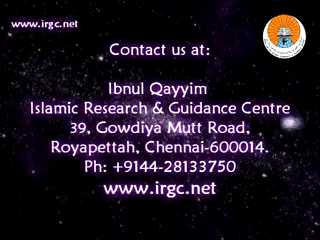 www.irgc.net
Contact us at:
Ibnul Qayyim
Islamic Research & Guidance Centre
39, Gowdiya Mutt Road,
Royapettah, Chennai-600014.
Ph: +9144-28133750
www.irgc.net